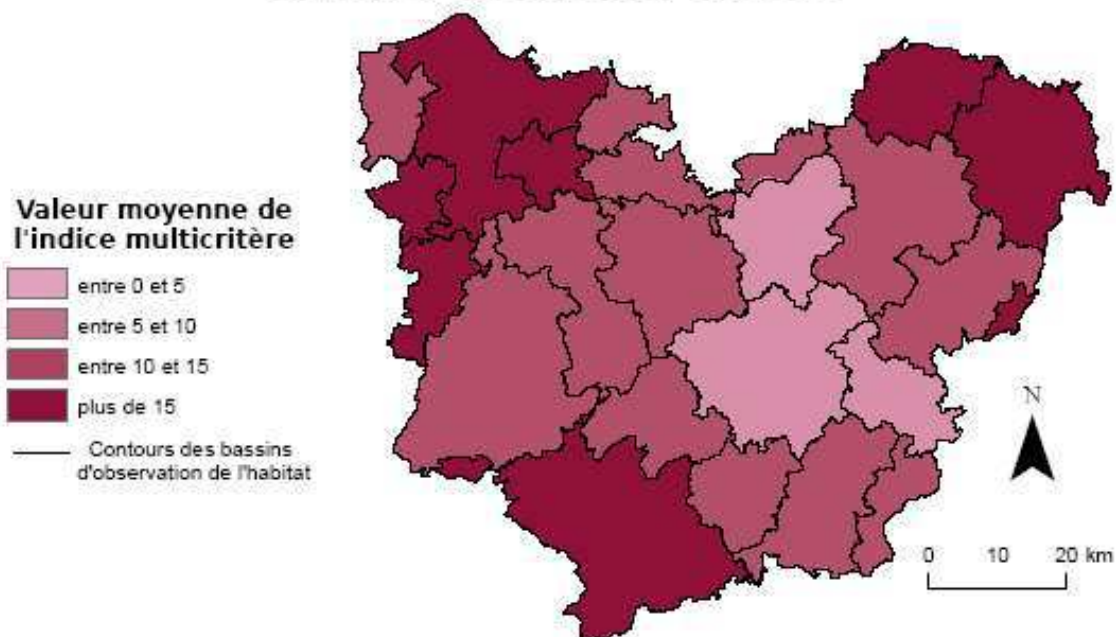 Valeur moyenne de
l'indice multicritère
entre 0 et 5
entre 5 et 10
entre 10 et 15
plus de 15
Contours des bassins
d'observation de l'habitat
N
0 10 20 km